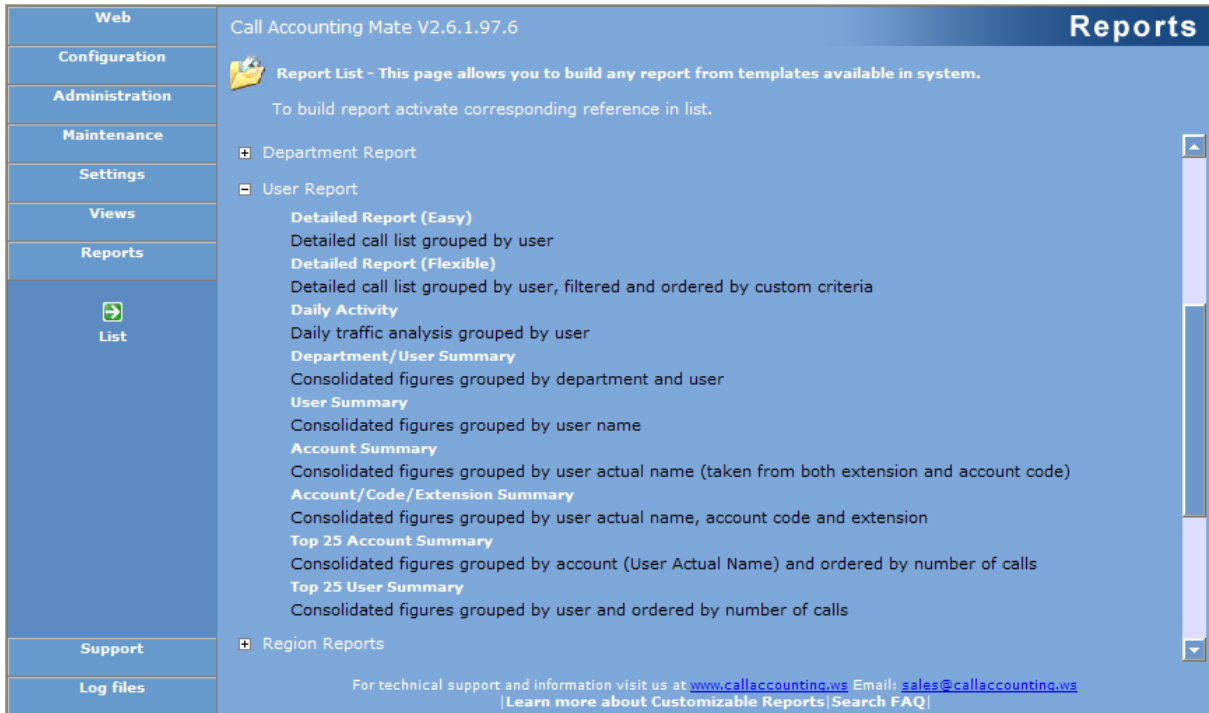 Web
Configuration
Administration
Maintenance
Settings
Views
Reports
List
Support
Log files
Call Accounting Mate V2.6.1.97.6
Reports
Report List - This page allows you to build any report from templates available in system.
To build report activate corresponding reference in list.
Department Report
User Report
Detailed Report (Easy)
Detailed call list grouped by user
Detailed Report (Flexible)
Detailed call list grouped by user, filtered and ordered by custom criteria
Daily Activity
Daily traffic analysis grouped by user
Department/User Summary
Consolidated figures grouped by department and user
User Summary
Consolidated figures grouped by user name
Account Summary
Consolidated figures grouped by user actual name (taken from both extension and account code)
Account/Code/Extension Summary
Consolidated figures grouped by user actual name, account code and extension
Top 25 Account Summary
Consolidated figures grouped by account (User Actual Name) and ordered by number of calls
Top 25 User Summary
Consolidated figures grouped by user and ordered by number of calls
Region Reports
For technical support and information visit us at www.callaccounting.ws Email: sales@callaccounting.ws
|Learn more about Customizable Reports|Search FAQ|